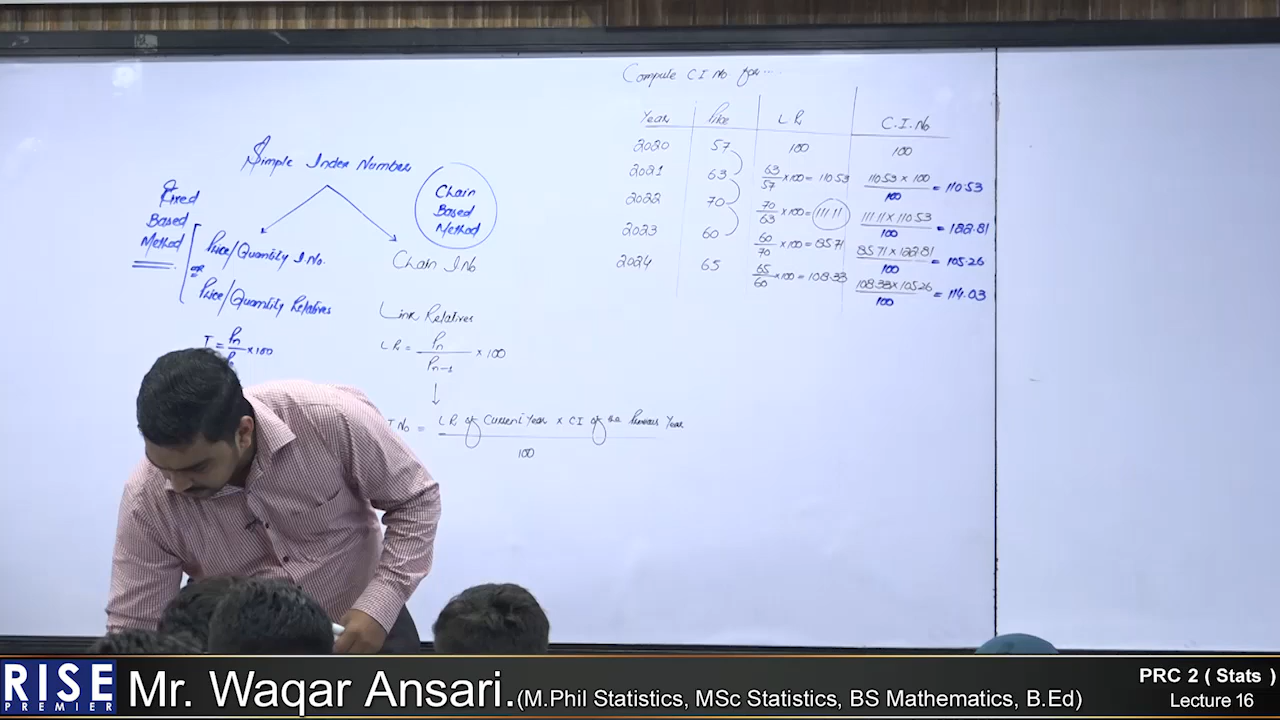 Simple Index Number
Fixed
Based
Method
Price/Quantity I.No.
or
Price/Quantity Relatives
I = Pn/ × 100
Chain
Based
Method
Chain I.No
Link Relatives
LR = Pn/Pn-1 × 100
I No = LR of Current Year × CI of the Previous Year
100
Compute C I No for...
Year Price L R C.I.No
2020 57 100 100
2021 63 63/57 × 100 = 110.53 110.53 × 100/100 = 110.53
2022 70 70/63 × 100 = 111.11 111.11 × 110.53/100 = 122.81
2023 60 60/70 × 100 = 85.71 85.71 × 122.81/100 = 105.26
2024 65 65/60 × 100 = 108.33 108.33 × 105.26/100 = 114.03
RISE
PREMIER
Mr. Waqar Ansari.(M.Phil Statistics, MSc Statistics, BS Mathematics, B.Ed)
PRC 2 ( Stats )
Lecture 16